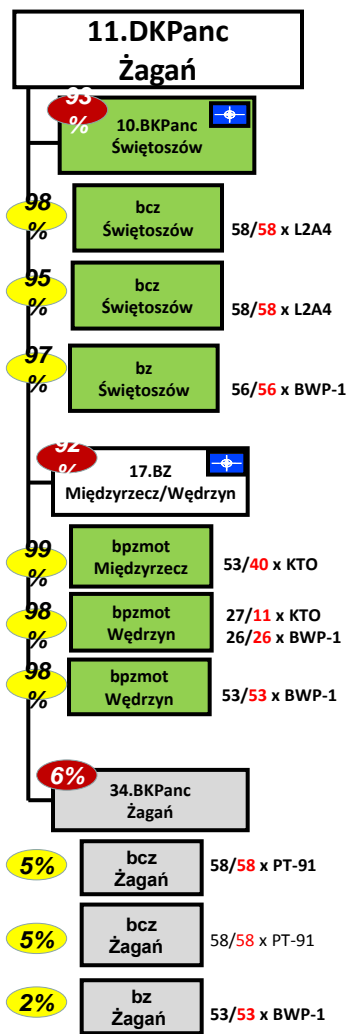 11.DKPanc
Żagań
93
%
10.BKPanc
Świętoszów
98
%
bcz
Świętoszów
58/58 x L2A4
95
%
bcz
Świętoszów
58/58 x L2A4
97
%
bz
Świętoszów
56/56 x BWP-1
92
%
17.BZ
Międzyrzecz/Wędrzyn
99
%
bpzmot
Międzyrzecz
53/40 x KTO
98
%
bpzmot
Wędrzyn
27/11 x KTO
26/26 x BWP-1
98
%
bpzmot
Wędrzyn
53/53 x BWP-1
6%
34.BKPanc
Żagań
5%
bcz
Żagań
58/58 x PT-91
5%
bcz
Żagań
58/58 x PT-91
2%
bz
Żagań
53/53 x BWP-1